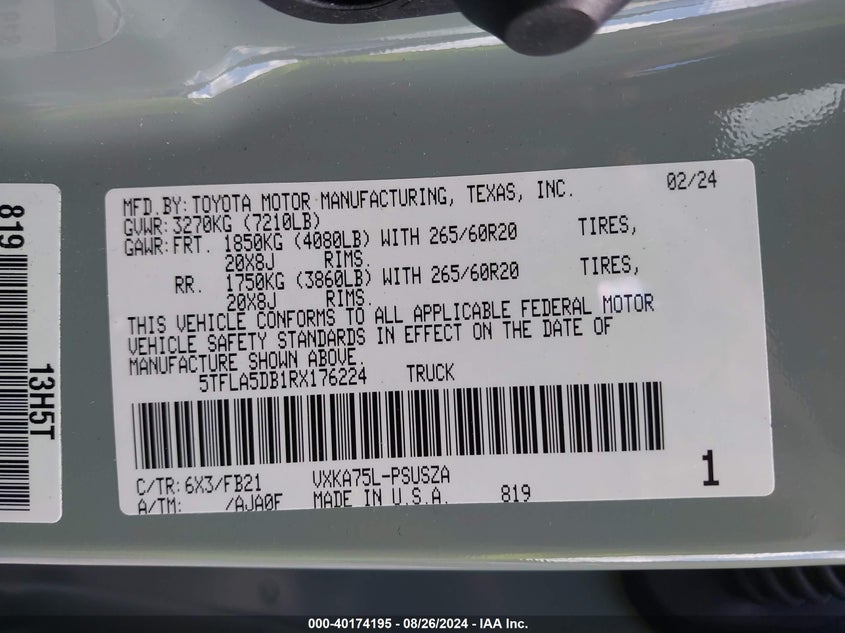 MFD.BY:TOYOTA MOTOR MANUFACTURING, TEXAS, INC. 02/24
GVWR:3270KG (7210LB)
GAWR:FRT. 1850KG (4080LB) WITH 265/60R20 TIRES,
20X8J RIMS.
RR. 1750KG (3860LB) WITH 265/60R20 TIRES,
20X8J RIMS.
THIS VEHICLE CONFORMS TO ALL APPLICABLE FEDERAL MOTOR
VEHICLE SAFETY STANDARDS IN EFFECT ON THE DATE OF
MANUFACTURE SHOWN ABOVE.
5TFLA5DB1RX176224 TRUCK
C/TR:6X3/FB21 VXKA75L-PSUSZA 1
A/TM: /AJA0F MADE IN U.S.A. 819
819
13H5T
000-40174195 - 08/26/2024 - IAA Inc.